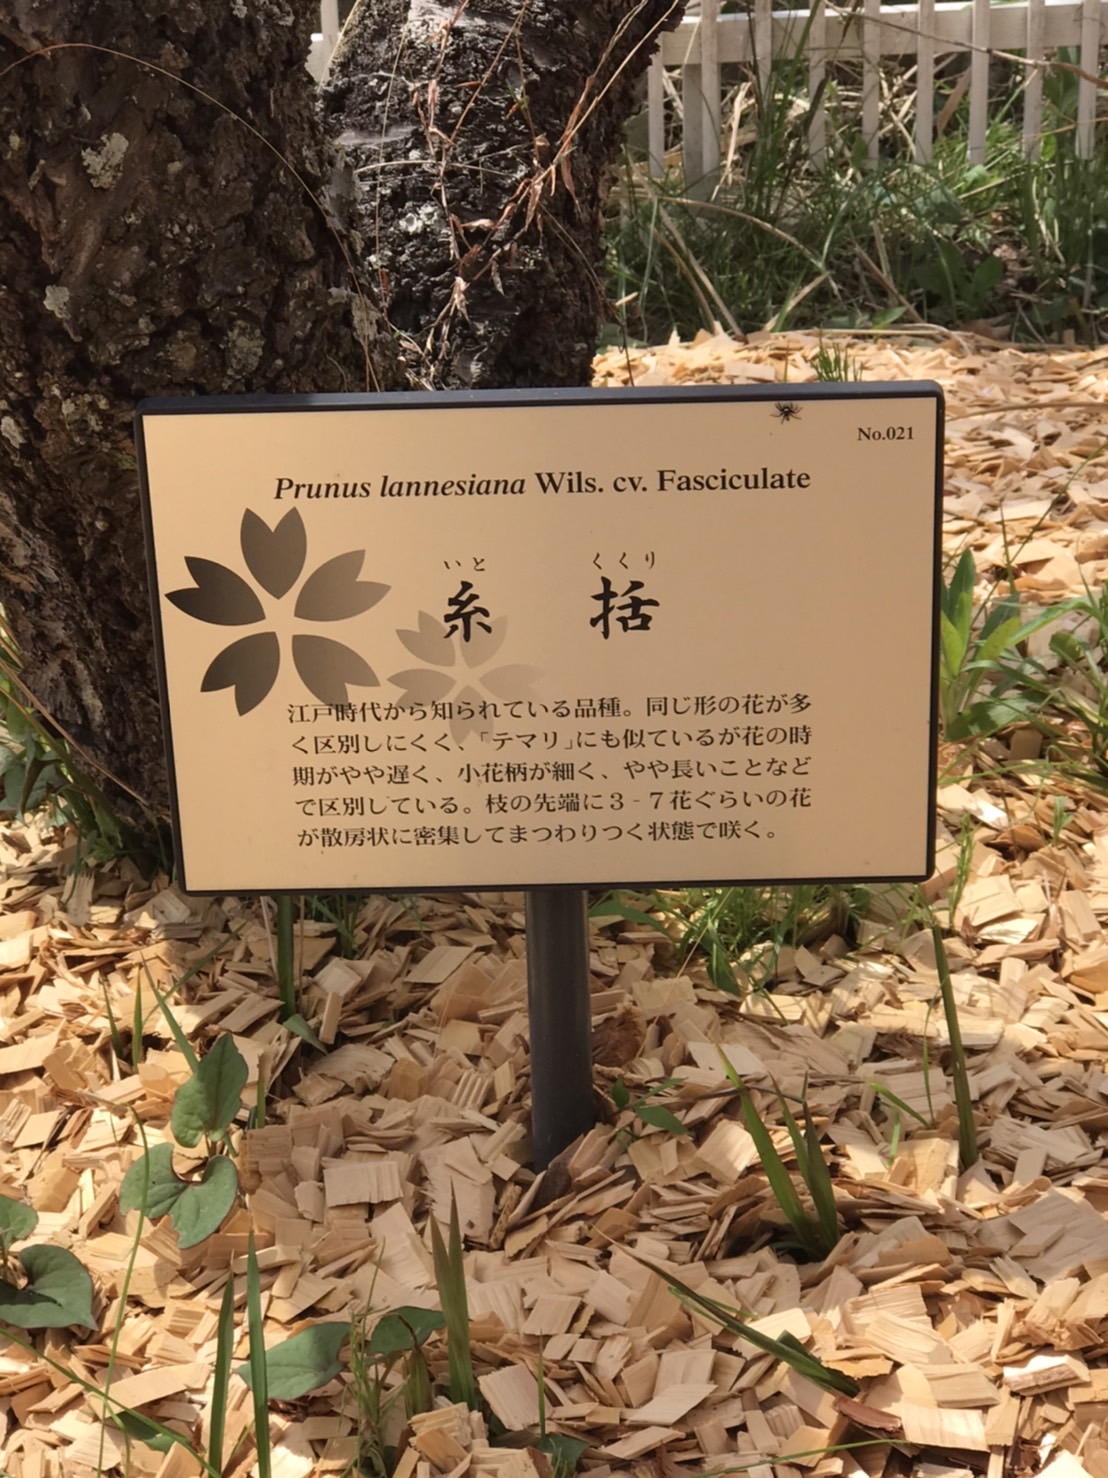 No.021
Prunus lannesiana Wils. cv. Fasciculate
いと くくり
糸 括
江戸時代から知られている品種。同じ形の花が多
く区別しにくく、「テマリ」にも似ているが花の時
期がやや遅く、小花柄が細く、やや長いことなど
で区別している。枝の先端に３‐７花ぐらいの花
が散房状に密集してまつわりつく状態で咲く。